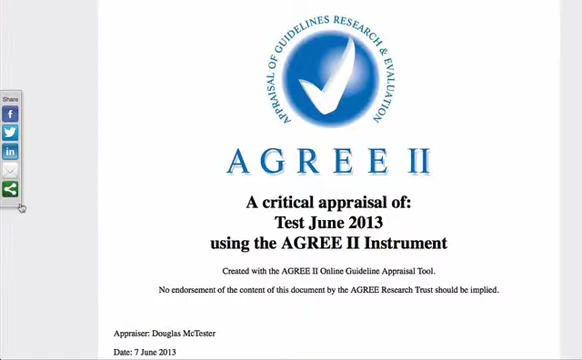 Share
f
in
APPRAISAL OF GUIDELINES RESEARCH & EVALUATION
AGREE II
A critical appraisal of:
Test June 2013
using the AGREE II Instrument
Created with the AGREE II Online Guideline Appraisal Tool.
No endorsement of the content of this document by the AGREE Research Trust should be implied.
Appraiser: Douglas McTester
Date: 7 June 2013